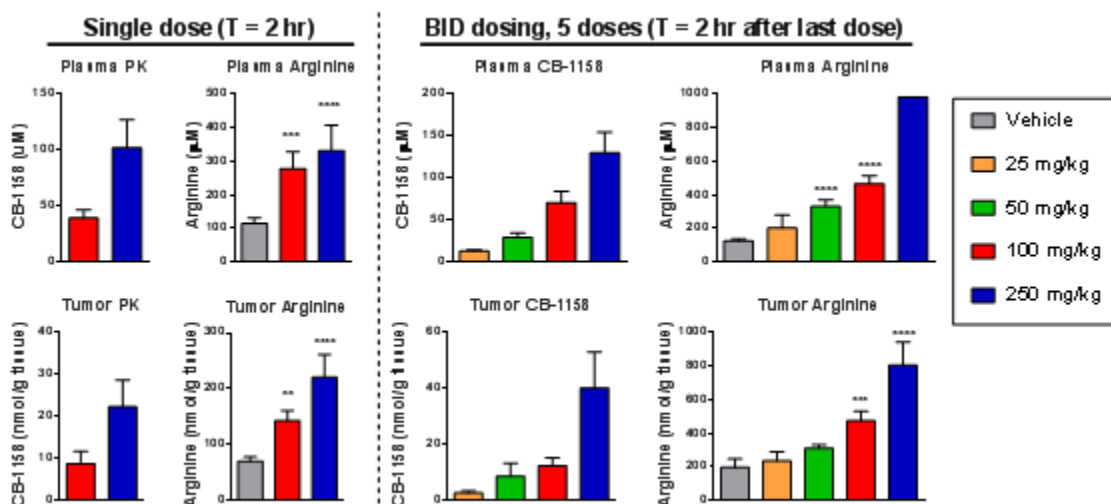 Single dose (T = 2 hr)
BID dosing, 5 doses (T = 2 hr after last dose)
Plasma PK
CB-1158 (uM)
150
100
50
0
Plasma Arginine
Arginine (µM)
500
400
300
200
100
0
***
****
Plasma CB-1158
CB-1158 (µM)
200
150
100
50
0
Plasma Arginine
Arginine (µM)
1000
800
600
400
200
0
****
****
Vehicle
25 mg/kg
50 mg/kg
100 mg/kg
250 mg/kg
Tumor PK
CB-1158 (nmol/g tissue)
40
30
20
10
0
Tumor Arginine
Arginine (nmol/g tissue)
300
200
100
0
**
****
Tumor CB-1158
CB-1158 (nmol/g tissue)
60
40
20
0
Tumor Arginine
Arginine (nmol/g tissue)
1000
800
600
400
200
0
***
****